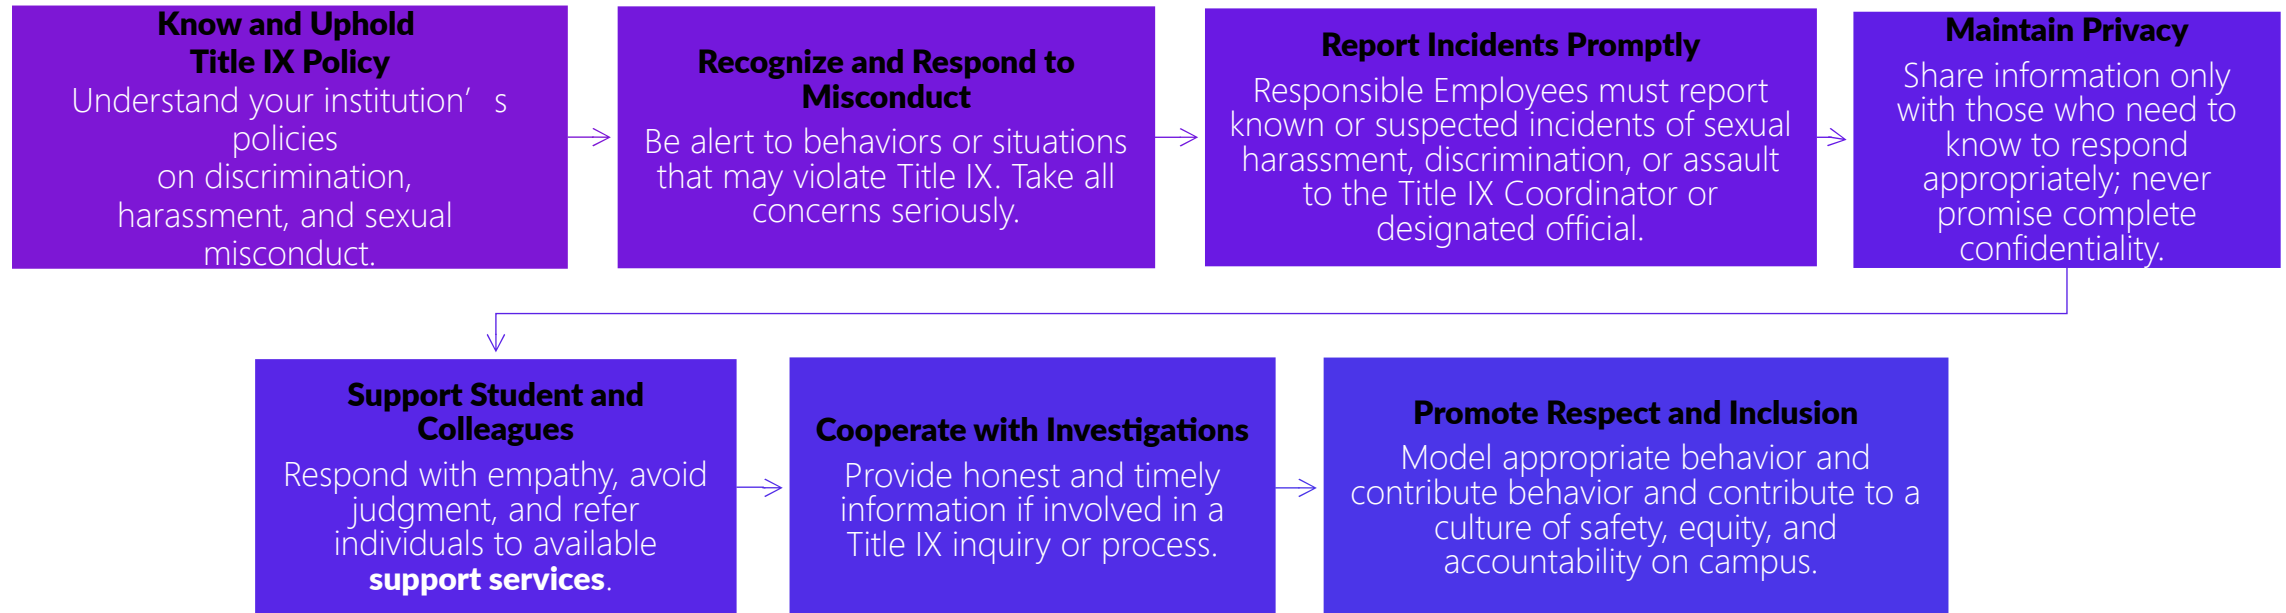 Know and Uphold
Title IX Policy
Understand your institution’ s
policies
on discrimination,
harassment, and sexual
misconduct.
Recognize and Respond to
Misconduct
Be alert to behaviors or situations
that may violate Title IX. Take all
concerns seriously.
Report Incidents Promptly
Responsible Employees must report
known or suspected incidents of sexual
harassment, discrimination, or assault
to the Title IX Coordinator or
designated official.
Maintain Privacy
Share information only
with those who need to
know to respond
appropriately; never
promise complete
confidentiality.
Support Student and
Colleagues
Respond with empathy, avoid
judgment, and refer
individuals to available
support services.
Cooperate with Investigations
Provide honest and timely
information if involved in a
Title IX inquiry or process.
Promote Respect and Inclusion
Model appropriate behavior and
contribute behavior and contribute to a
culture of safety, equity, and
accountability on campus.